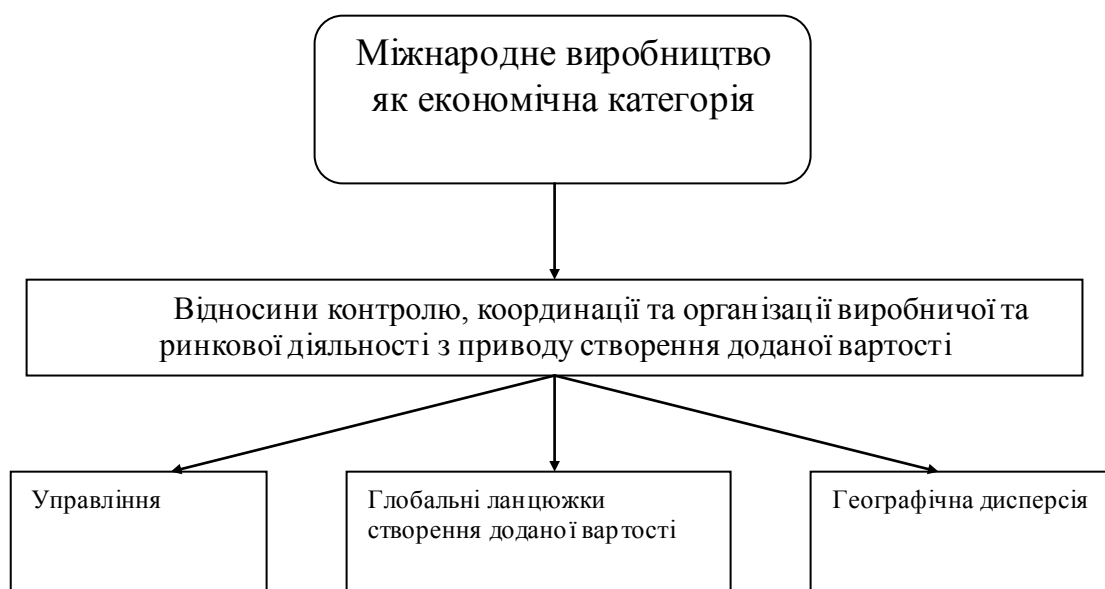 Міжнародне виробництво
як економічна категорія
Відносини контролю, координації та організації виробничої та
ринкової діяльності з приводу створення доданої вартості
Управління
Глобальні ланцюжки
створення доданої вартості
Географічна дисперсія